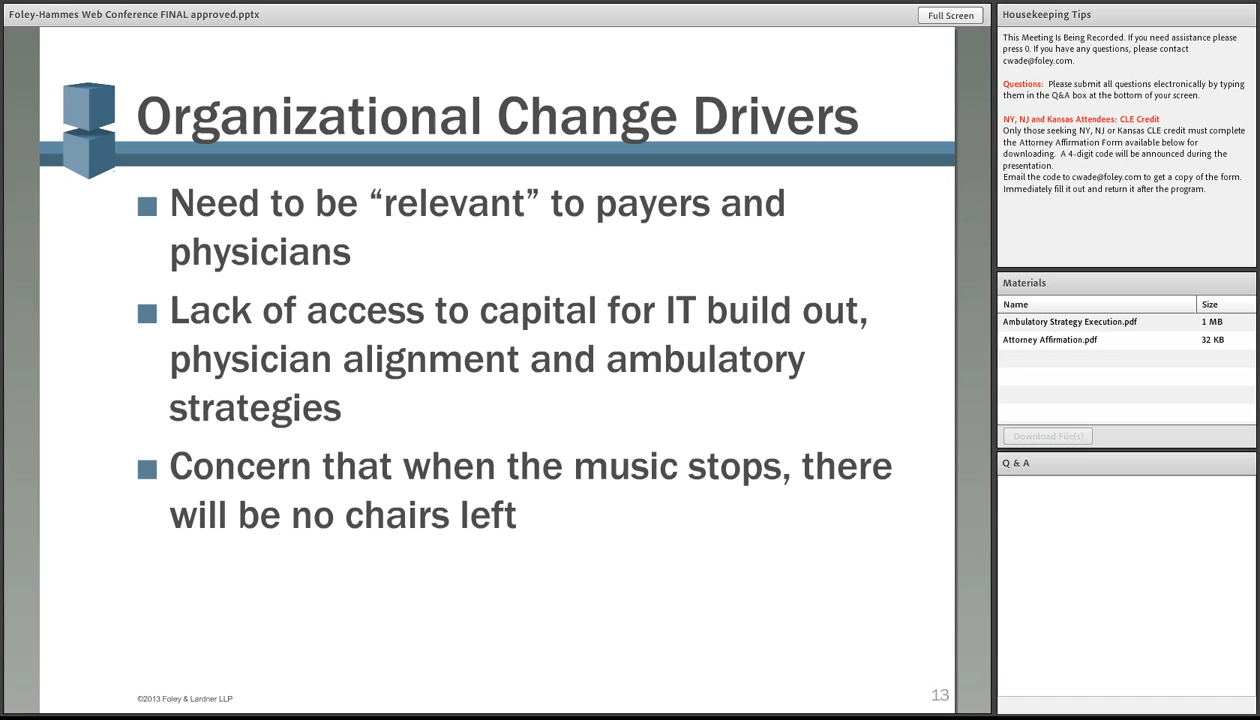 Foley-Hammes Web Conference FINAL approved.pptx
Full Screen
Organizational Change Drivers
Need to be “relevant” to payers and
physicians
Lack of access to capital for IT build out,
physician alignment and ambulatory
strategies
Concern that when the music stops, there
will be no chairs left
©2013 Foley & Lardner LLP
13
Housekeeping Tips
This Meeting Is Being Recorded. If you need assistance please
press 0. If you have any questions, please contact
cwade@foley.com.
Questions: Please submit all questions electronically by typing
them in the Q&A box at the bottom of your screen.
NY, NJ and Kansas Attendees: CLE Credit
Only those seeking NY, NJ or Kansas CLE credit must complete
the Attorney Affirmation Form available below for
downloading. A 4-digit code will be announced during the
presentation.
Email the code to cwade@foley.com to get a copy of the form.
Immediately fill it out and return it after the program.
Materials
Name Size
Ambulatory Strategy Execution.pdf 1 MB
Attorney Affirmation.pdf 32 KB
Download File(s)
Q & A